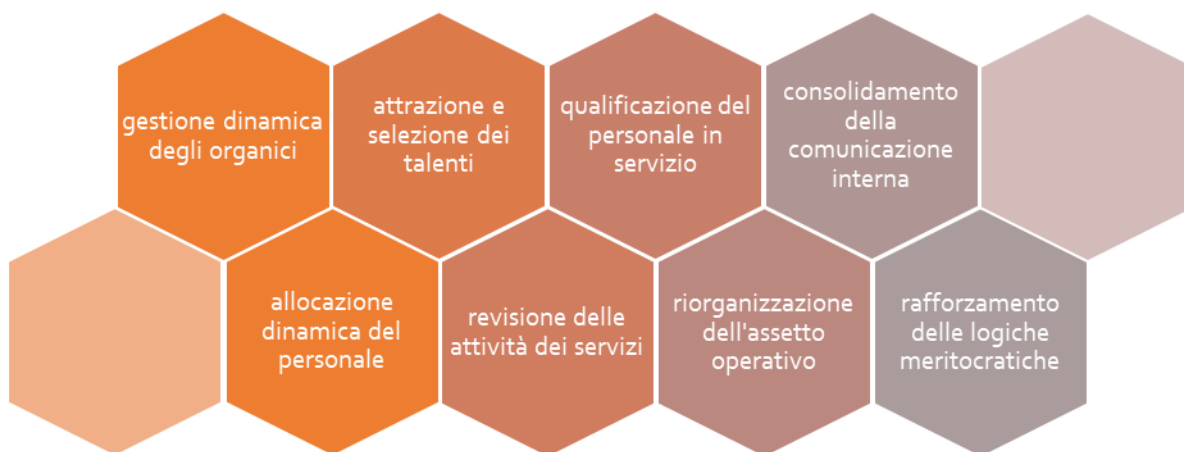 gestione dinamica
degli organici
attrazione e
selezione dei
talenti
qualificazione del
personale in
servizio
consolidamento
della
comunicazione
interna
allocazione
dinamica del
personale
revisione delle
attività dei servizi
riorganizzazione
dell'assetto
operativo
rafforzamento
delle logiche
meritocratiche